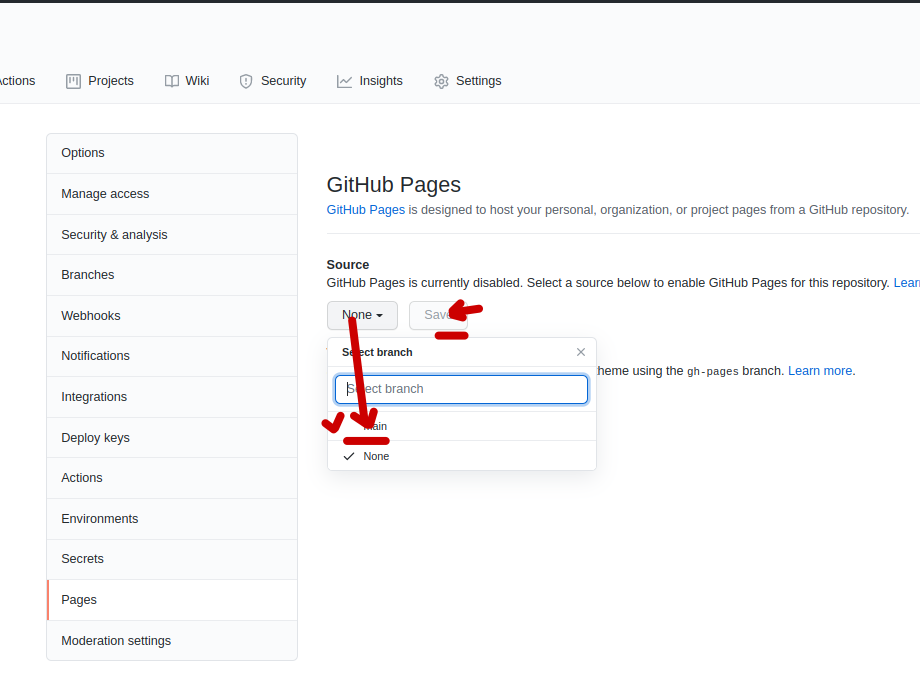 ctions Projects Wiki Security Insights Settings
Options
Manage access
Security & analysis
Branches
Webhooks
Notifications
Integrations
Deploy keys
Actions
Environments
Secrets
Pages
Moderation settings
GitHub Pages
GitHub Pages is designed to host your personal, organization, or project pages from a GitHub repository.
Source
GitHub Pages is currently disabled. Select a source below to enable GitHub Pages for this repository. Lear
None Save
Select branch
heme using the gh-pages branch. Learn more.
Select branch
main
None